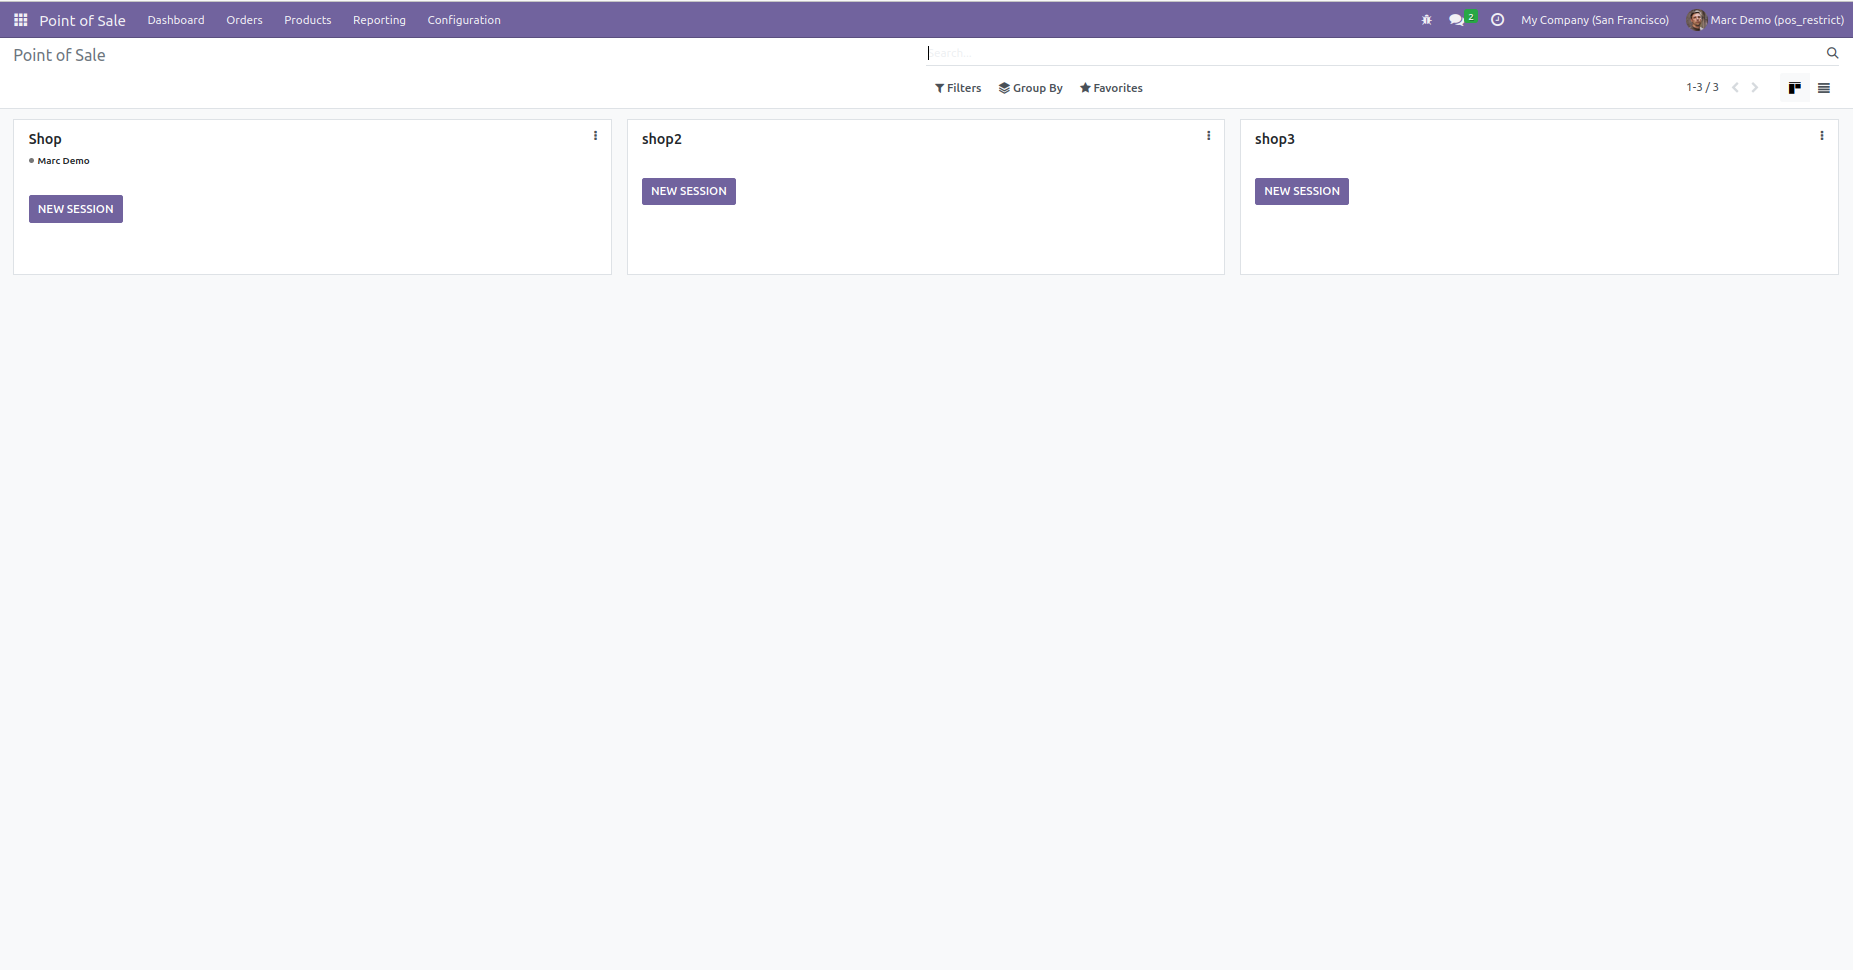 Point of Sale Dashboard Orders Products Reporting Configuration 2 My Company (San Francisco) Marc Demo (pos_restrict)
Point of Sale
Search...
Filters Group By Favorites 1-3 / 3
Shop shop2 shop3
Marc Demo
NEW SESSION NEW SESSION NEW SESSION